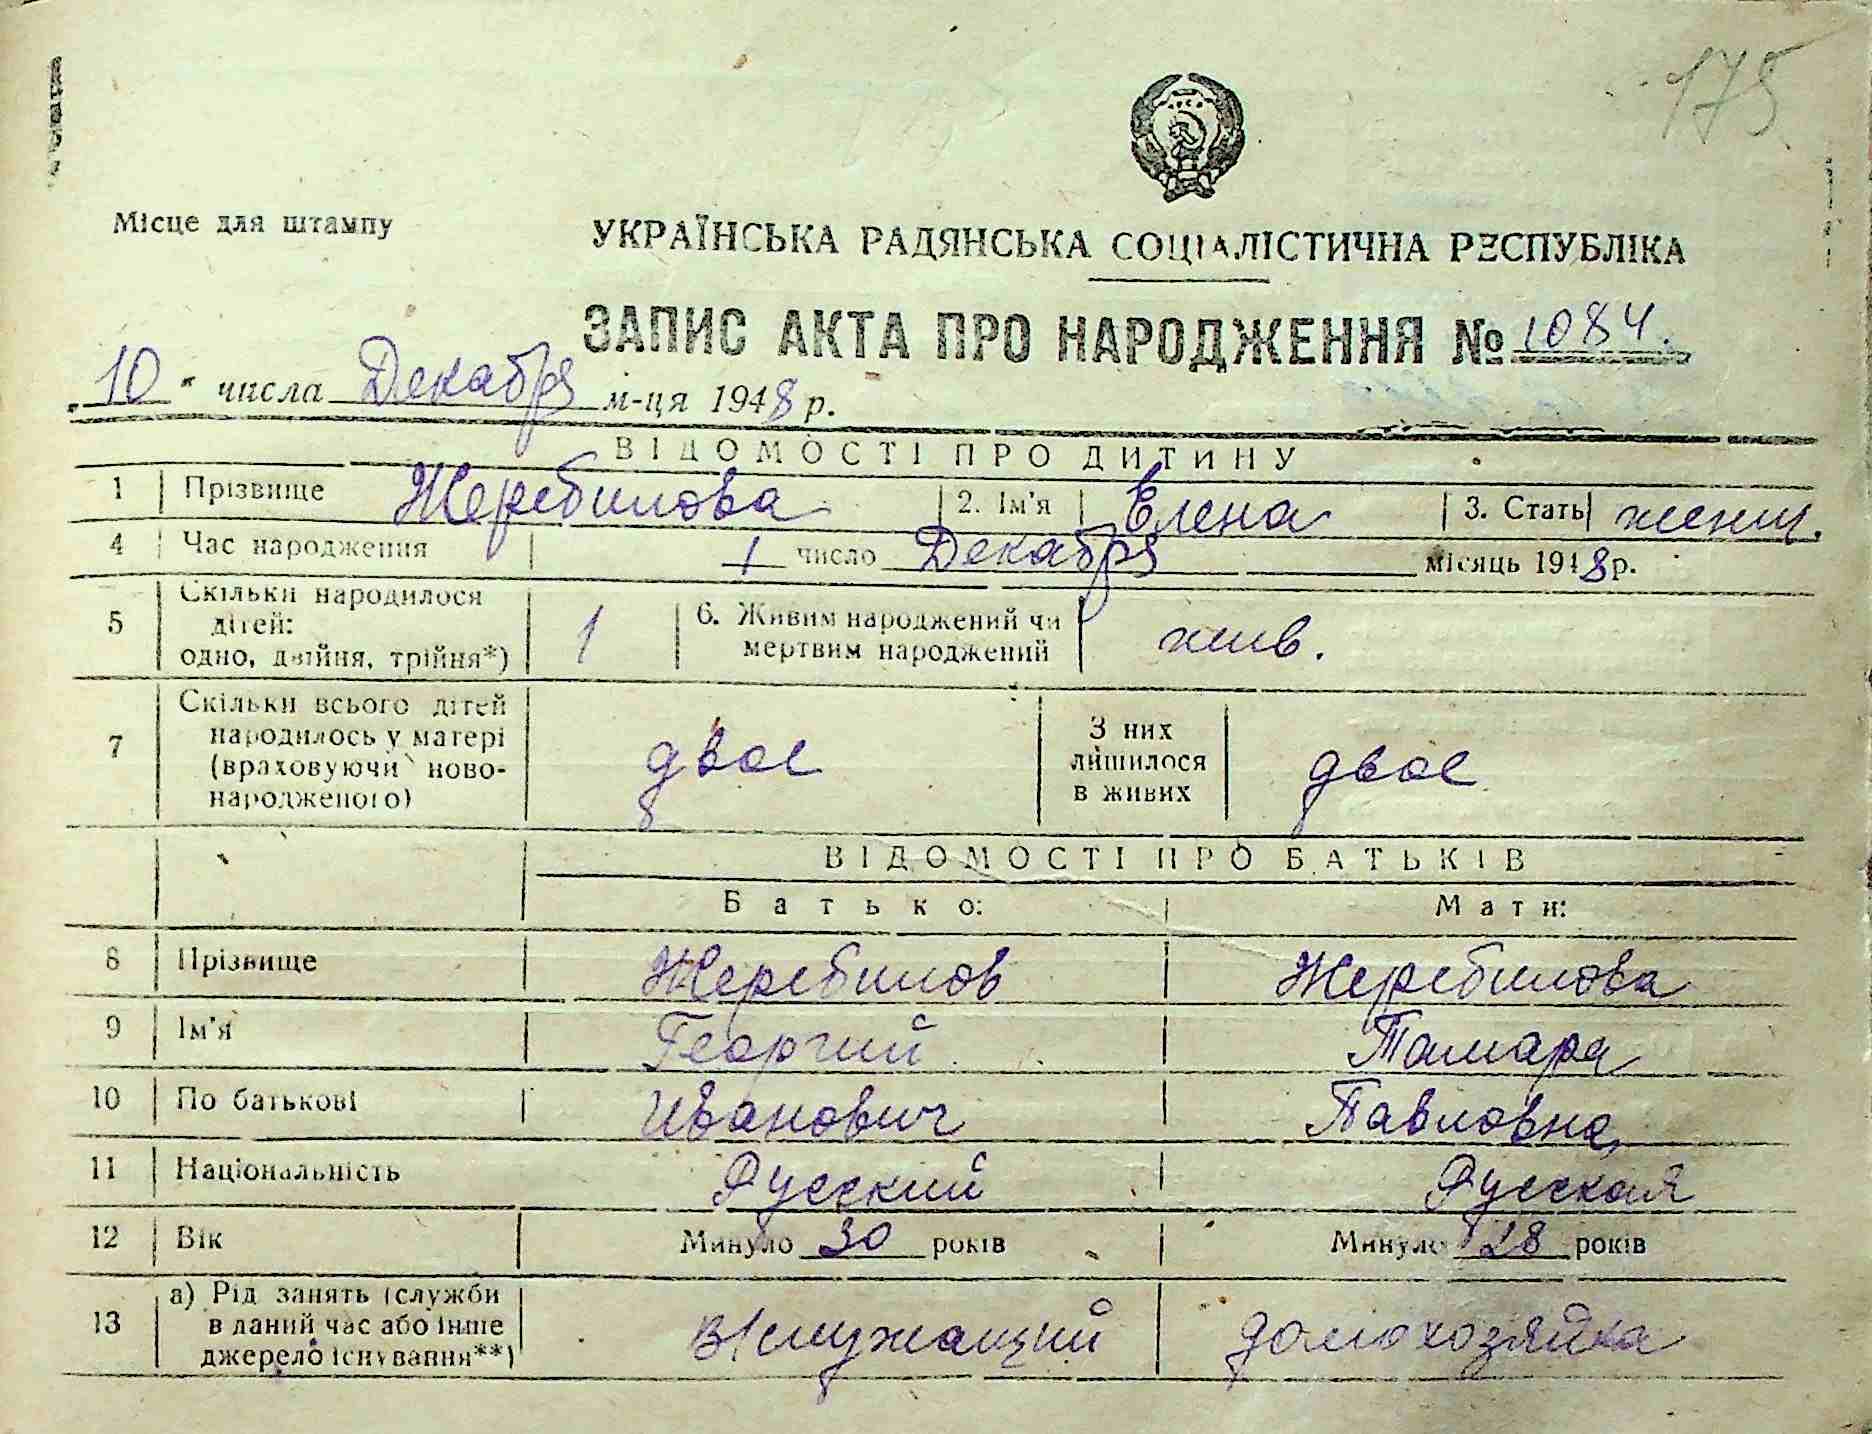 175
Місце для штампу
УКРАЇНСЬКА РАДЯНСЬКА СОЦІАЛІСТИЧНА РЕСПУБЛІКА
ЗАПИС АКТА ПРО НАРОДЖЕННЯ № 1084.
„10" числа Декабря м-ця 1948 р.
ВІДОМОСТІ ПРО ДИТИНУ
1 Прізвище Жеребилова 2. Ім'я Елена 3. Стать женщ.
4 Час народження 1 число Декабря місяць 1948 р.
5 Скільки народилося дітей: одно, двійня, трійня*) 1 6. Живим народжений чи мертвим народжений жив.
7 Скільки всього дітей народилось у матері (враховуючи новонародженого) двое З них лишилося в живих двое
ВІДОМОСТІ ПРО БАТЬКІВ
Батько: Мати:
8 Прізвище Жеребилов Жеребилова
9 Ім'я Георгий Тамара
10 По батькові Иванович Павловна
11 Національність Русский Русская
12 Вік Минуло 30 років Минуло 28 років
13 а) Рід занять (служби в даний час або інше джерело існування**) в/служащий домохозяйка